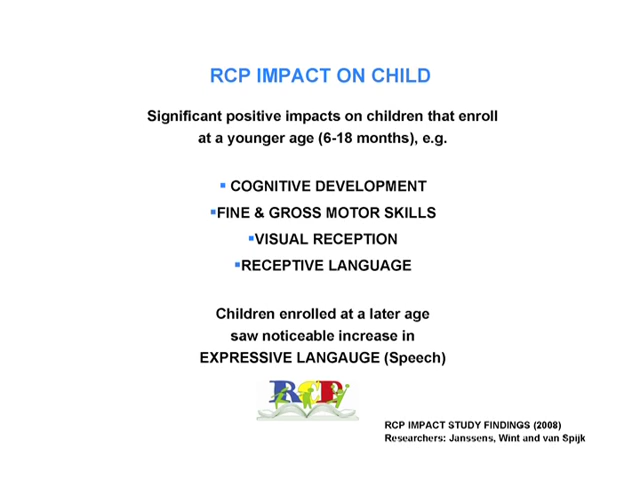 RCP IMPACT ON CHILD
Significant positive impacts on children that enroll
at a younger age (6-18 months), e.g.
▪ COGNITIVE DEVELOPMENT
▪FINE & GROSS MOTOR SKILLS
▪VISUAL RECEPTION
▪RECEPTIVE LANGUAGE
Children enrolled at a later age
saw noticeable increase in
EXPRESSIVE LANGAUGE (Speech)
RCP
RCP IMPACT STUDY FINDINGS (2008)
Researchers: Janssens, Wint and van Spijk